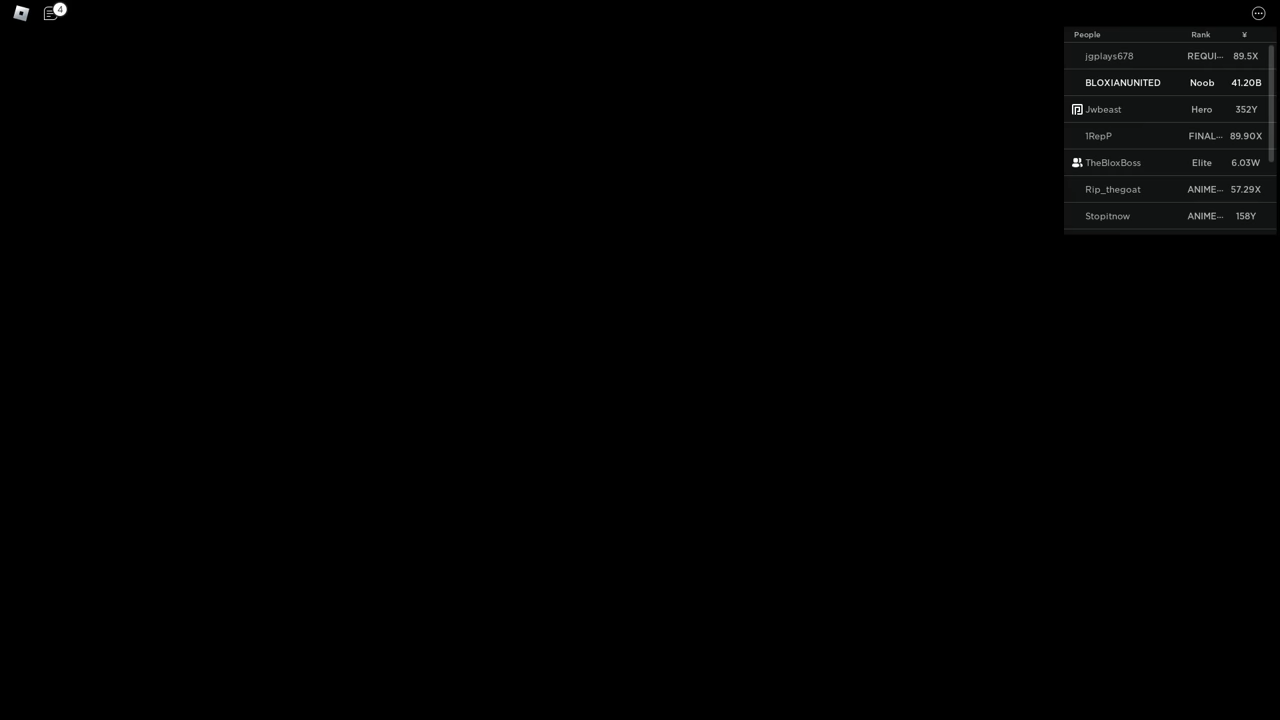 4
People Rank ¥
jgplays678 REQUI... 89.5X
BLOXIANUNITED Noob 41.20B
Jwbeast Hero 352Y
1RepP FINAL... 89.90X
TheBloxBoss Elite 6.03W
Rip_thegoat ANIME... 57.29X
Stopitnow ANIME... 158Y